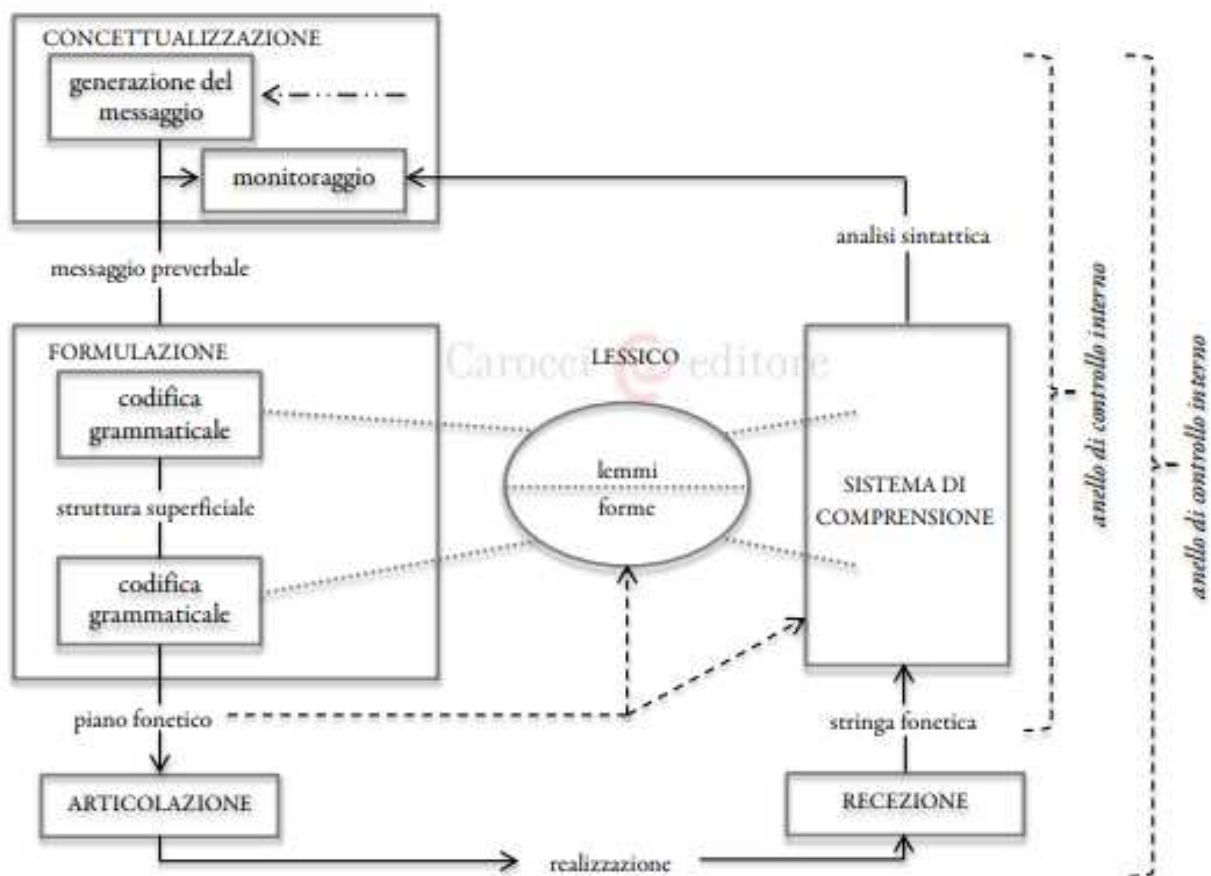 CONCETTUALIZZAZIONE
generazione del
messaggio
monitoraggio
analisi sintattica
messaggio preverbale
FORMULAZIONE
LESSICO
Carocci editore
codifica
grammaticale
lemmi
forme
struttura superficiale
SISTEMA DI
COMPRENSIONE
codifica
grammaticale
piano fonetico
stringa fonetica
ARTICOLAZIONE
RECEZIONE
realizzazione
anello di controllo interno
anello di controllo interno